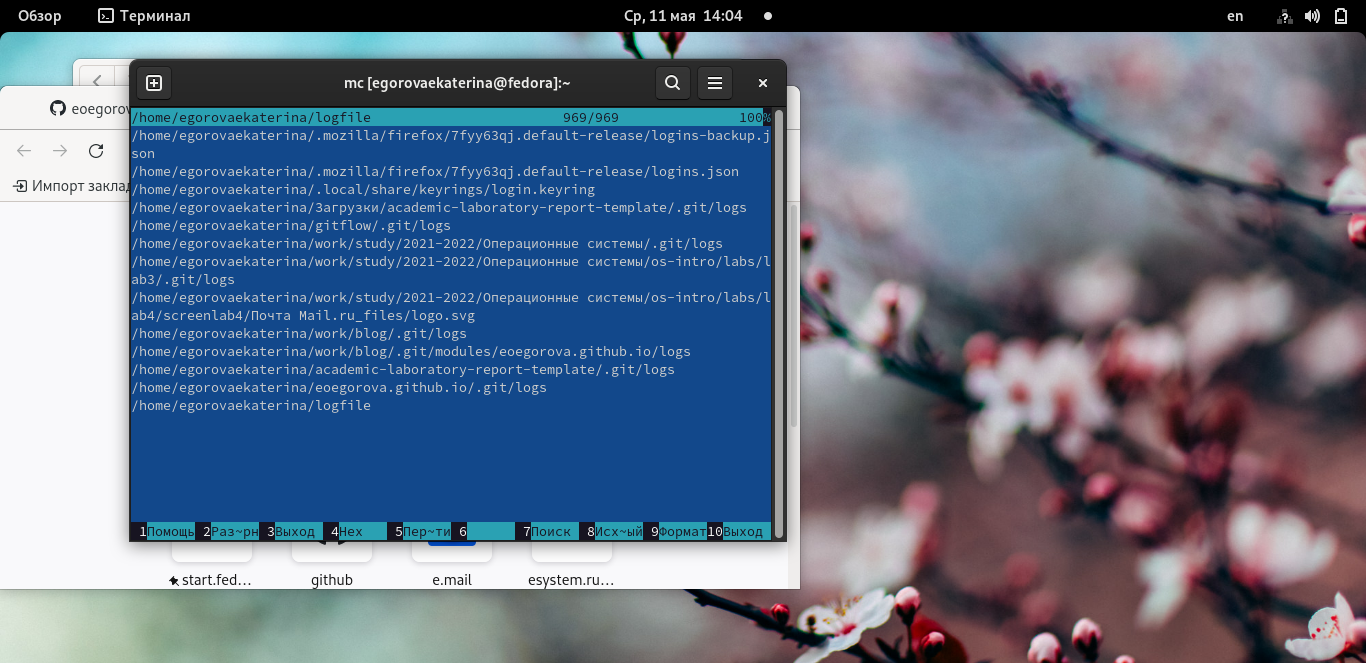 Обзор
Терминал
Ср, 11 мая 14:04
en
mc [egorovaekaterina@fedora]:~
eoegorov
Импорт заклад
/home/egorovaekaterina/logfile 969/969 100%
/home/egorovaekaterina/.mozilla/firefox/7fyy63qj.default-release/logins-backup.j
son
/home/egorovaekaterina/.mozilla/firefox/7fyy63qj.default-release/logins.json
/home/egorovaekaterina/.local/share/keyrings/login.keyring
/home/egorovaekaterina/Загрузки/academic-laboratory-report-template/.git/logs
/home/egorovaekaterina/gitflow/.git/logs
/home/egorovaekaterina/work/study/2021-2022/Операционные системы/.git/logs
/home/egorovaekaterina/work/study/2021-2022/Операционные системы/os-intro/labs/l
ab3/.git/logs
/home/egorovaekaterina/work/study/2021-2022/Операционные системы/os-intro/labs/l
ab4/screenlab4/Почта Mail.ru_files/logo.svg
/home/egorovaekaterina/work/blog/.git/logs
/home/egorovaekaterina/work/blog/.git/modules/eoegorova.github.io/logs
/home/egorovaekaterina/academic-laboratory-report-template/.git/logs
/home/egorovaekaterina/eoegorova.github.io/.git/logs
/home/egorovaekaterina/logfile
1Помощь 2Раз~рн 3Выход 4Hex 5Пер~ти 6 7Поиск 8Исх~ый 9Формат 10Выход
start.fed…
github
e.mail
esystem.ru…